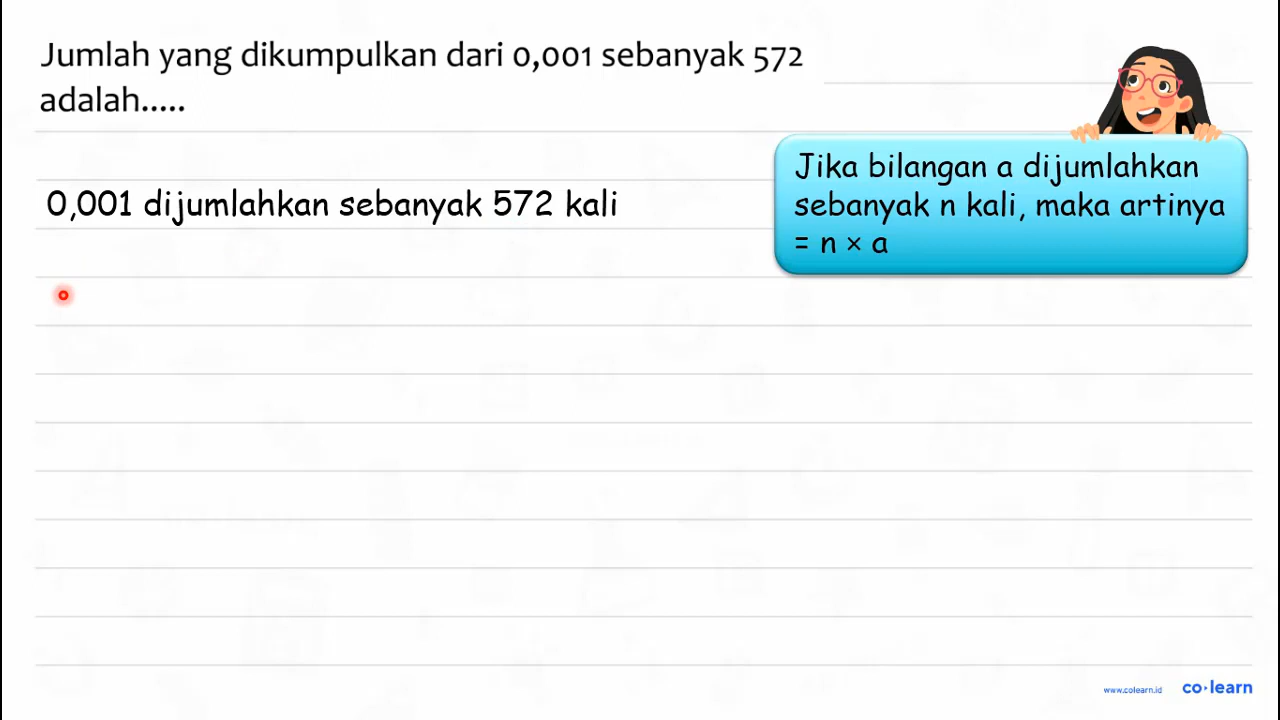 Jumlah yang dikumpulkan dari 0,001 sebanyak 572
adalah.....
Jika bilangan a dijumlahkan
sebanyak n kali, maka artinya
= n × a
0,001 dijumlahkan sebanyak 572 kali
www.colearn.id
co·learn